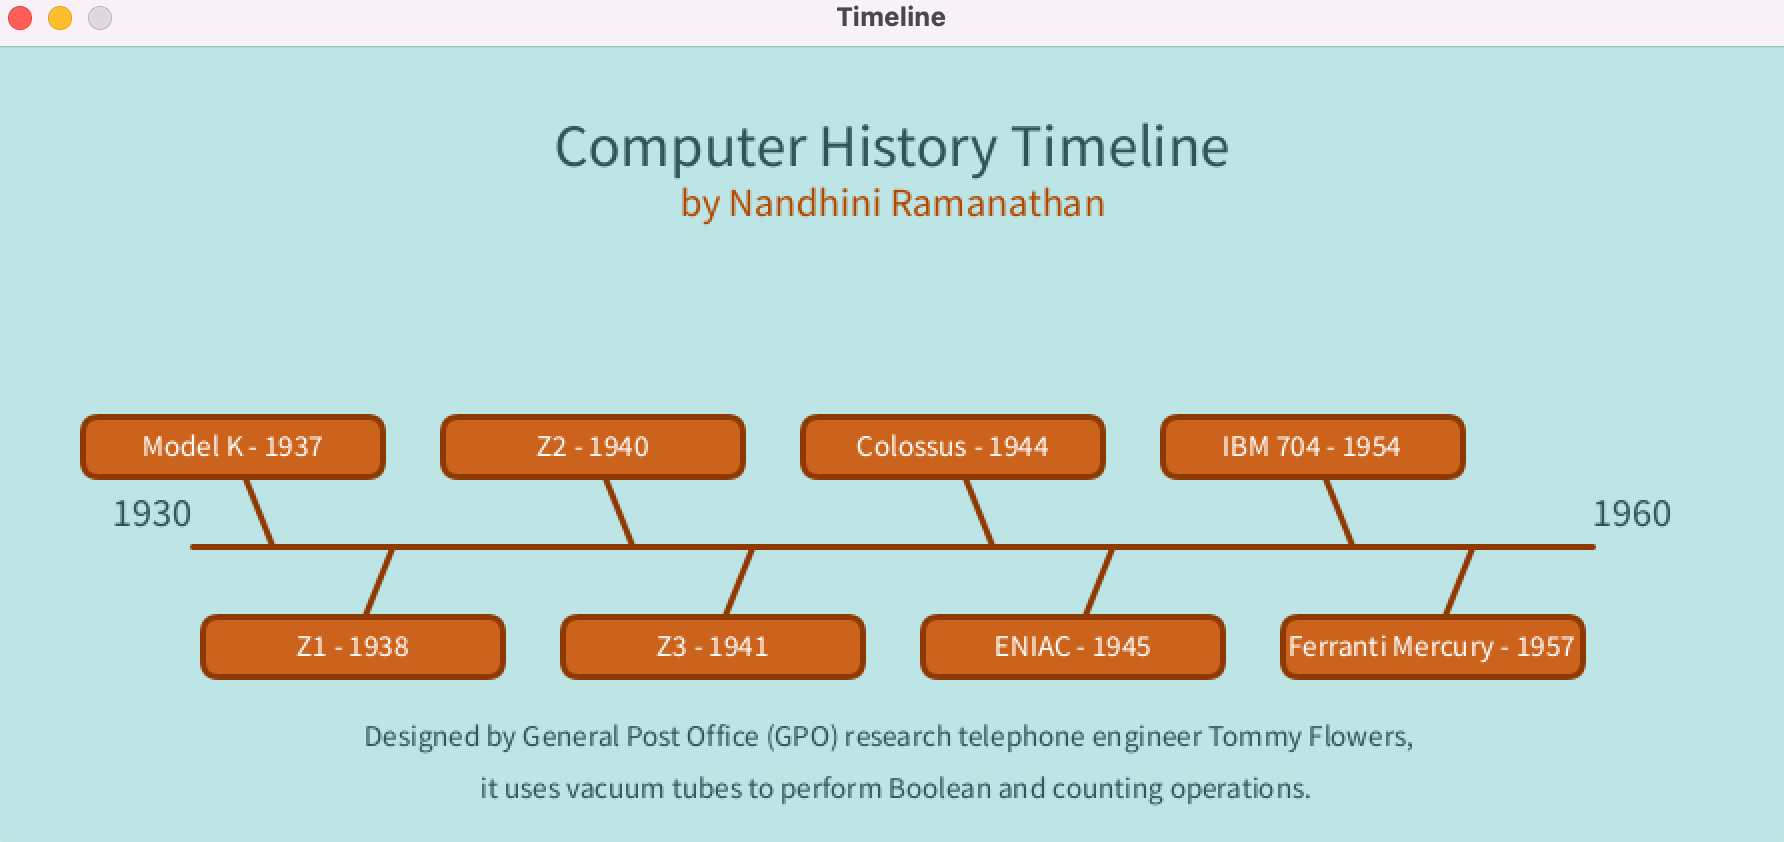 Timeline
Computer History Timeline
by Nandhini Ramanathan
Model K - 1937
Z2 - 1940
Colossus - 1944
IBM 704 - 1954
1930
1960
Z1 - 1938
Z3 - 1941
ENIAC - 1945
Ferranti Mercury - 1957
Designed by General Post Office (GPO) research telephone engineer Tommy Flowers,
it uses vacuum tubes to perform Boolean and counting operations.